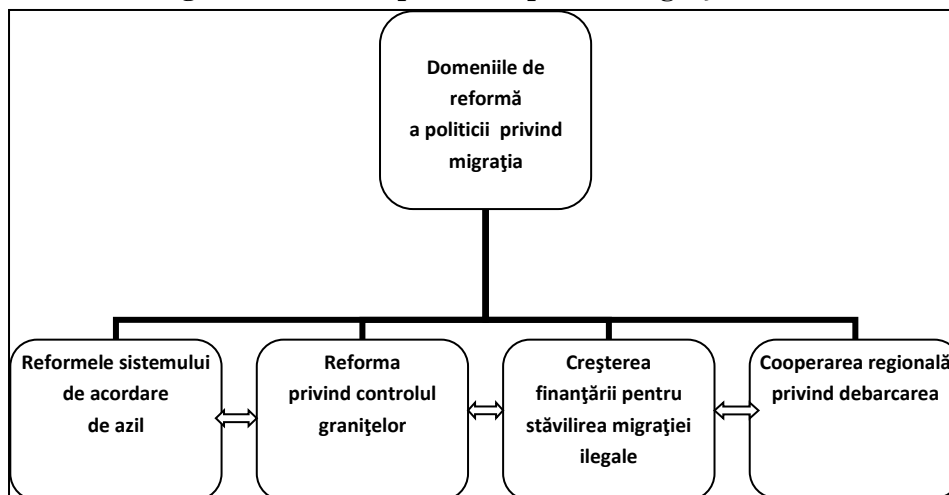 Domeniile de
reformă
a politicii privind
migraţia
Reformele sistemului
de acordare
de azil
Reforma
privind controlul
graniţelor
Creşterea
finanţării pentru
stăvilirea migraţiei
ilegale
Cooperarea regională
privind debarcarea